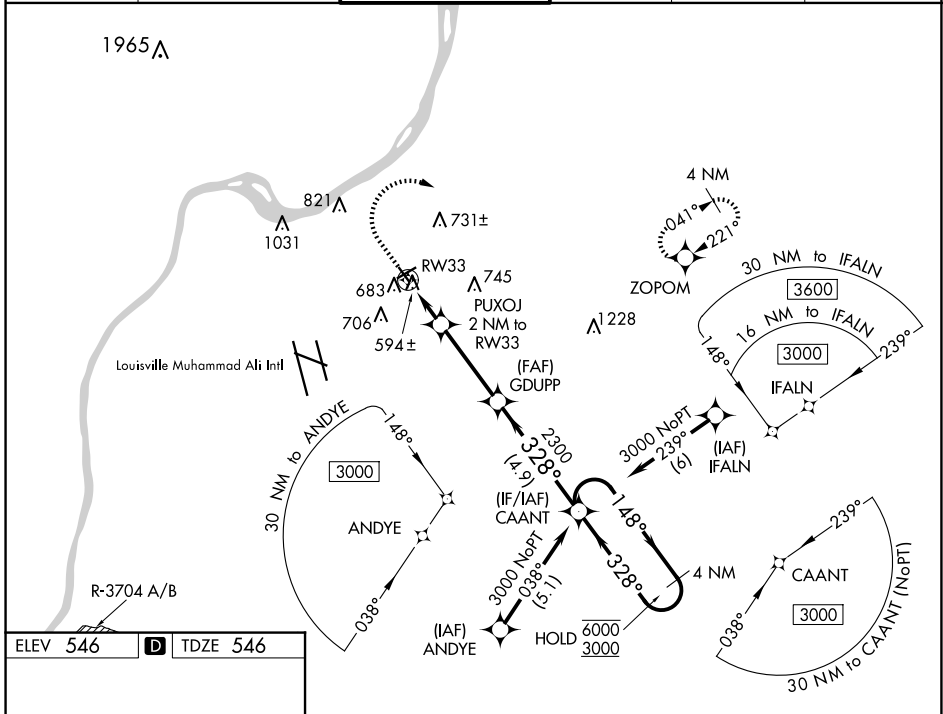 1965
4 NM
821
041°
731±
221°
1031
RW33
683
745
ZOPOM
30 NM to IFALN
3600
PUXOJ
2 NM to
RW33
706
1228
16 NM to IFALN
594±
3000
148°
239°
Louisville Muhammad Ali Intl
(FAF)
GDUPP
IFALN
30 NM to ANDYE
148°
3000
2300
328°
(4.9)
3000 NoPT
239°
(6)
(IAF)
IFALN
(IF/IAF)
CAANT
148°
239°
ANDYE
3000 NoPT
038°
(5.1)
328°
4 NM
CAANT
R-3704 A/B
038°
(IAF)
ANDYE
HOLD
6000
3000
038°
3000
30 NM to CAANT (NoPT)
ELEV 546 D TDZE 546